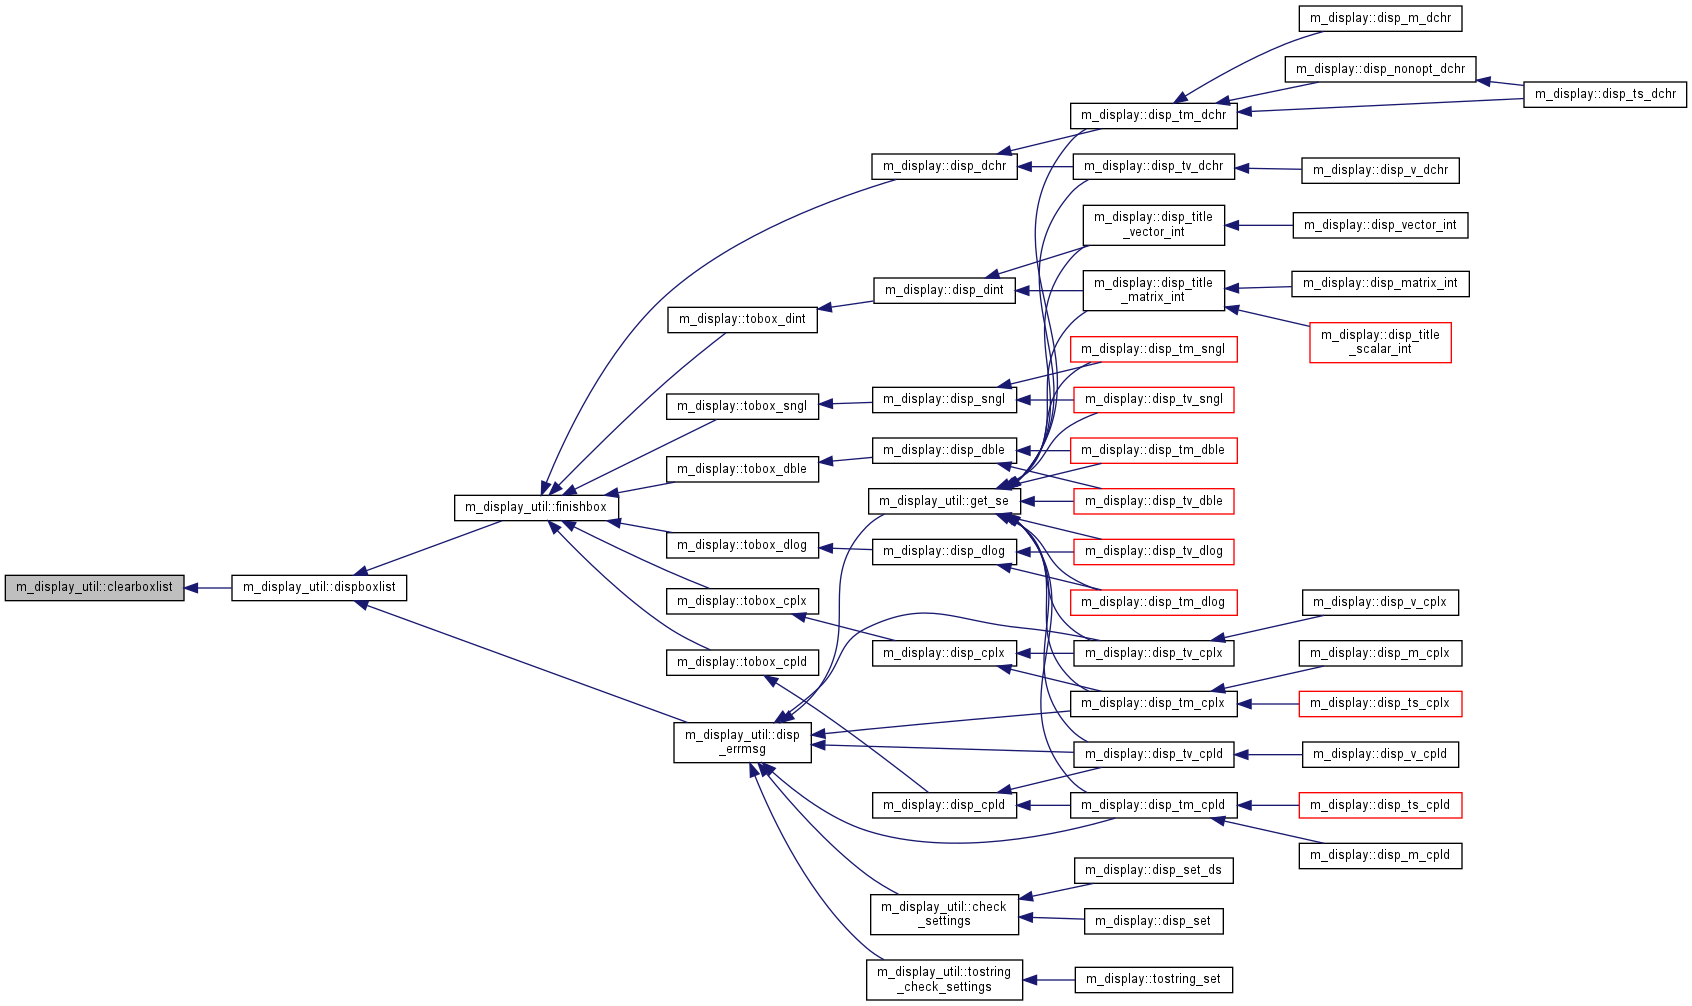 m_display::disp_m_dchr
m_display::disp_nonopt_dchr
m_display::disp_ts_dchr
m_display::disp_tm_dchr
m_display::disp_dchr
m_display::disp_tv_dchr
m_display::disp_v_dchr
m_display::disp_title
_vector_int
m_display::disp_vector_int
m_display::disp_dint
m_display::disp_title
_matrix_int
m_display::disp_matrix_int
m_display::tobox_dint
m_display::disp_title
_scalar_int
m_display::disp_tm_sngl
m_display::tobox_sngl
m_display::disp_sngl
m_display::disp_tv_sngl
m_display::tobox_dble
m_display::disp_dble
m_display::disp_tm_dble
m_display_util::finishbox
m_display_util::get_se
m_display::disp_tv_dble
m_display::tobox_dlog
m_display::disp_dlog
m_display::disp_tv_dlog
m_display_util::clearboxlist
m_display_util::dispboxlist
m_display::tobox_cplx
m_display::disp_tm_dlog
m_display::disp_v_cplx
m_display::tobox_cpld
m_display::disp_cplx
m_display::disp_tv_cplx
m_display::disp_m_cplx
m_display::disp_tm_cplx
m_display::disp_ts_cplx
m_display_util::disp
_errmsg
m_display::disp_tv_cpld
m_display::disp_v_cpld
m_display::disp_cpld
m_display::disp_tm_cpld
m_display::disp_ts_cpld
m_display::disp_m_cpld
m_display::disp_set_ds
m_display_util::check
_settings
m_display::disp_set
m_display_util::tostring
_check_settings
m_display::tostring_set